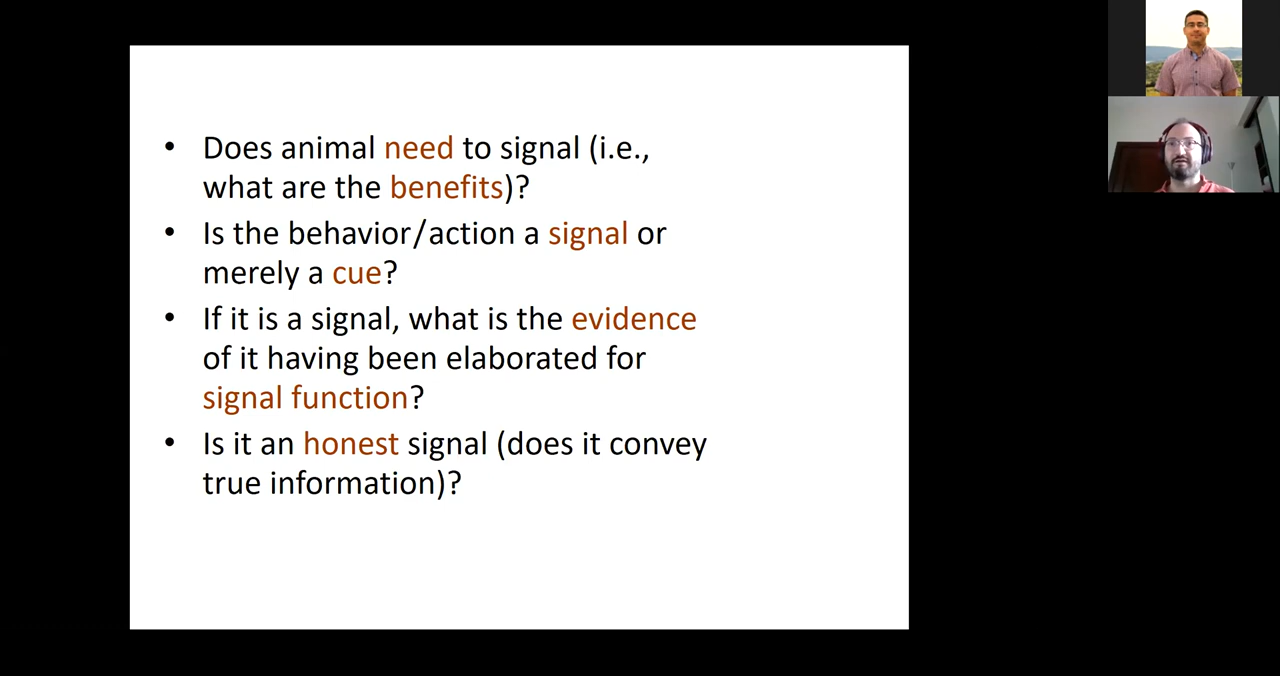 • Does animal need to signal (i.e.,
what are the benefits)?
• Is the behavior/action a signal or
merely a cue?
• If it is a signal, what is the evidence
of it having been elaborated for
signal function?
• Is it an honest signal (does it convey
true information)?